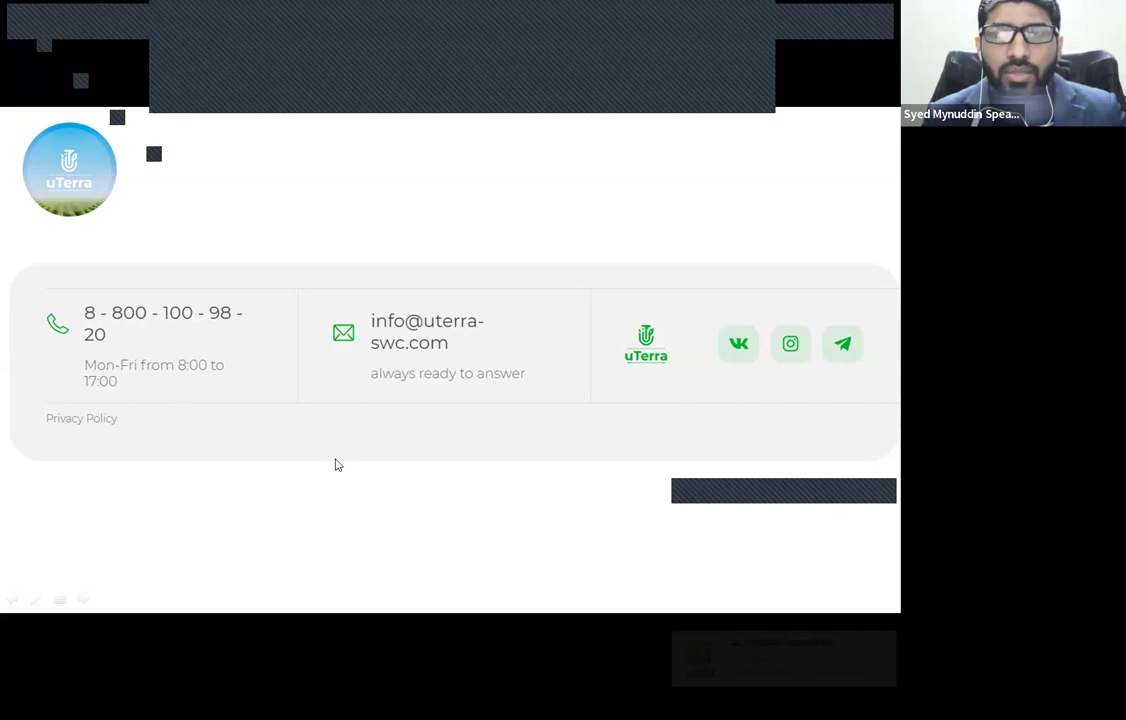 Syed Mynuddin Spea...
uTerra
8 - 800 - 100 - 98 -
20
Mon-Fri from 8:00 to
17:00
info@uterra-
swc.com
always ready to answer
uTerra
Privacy Policy